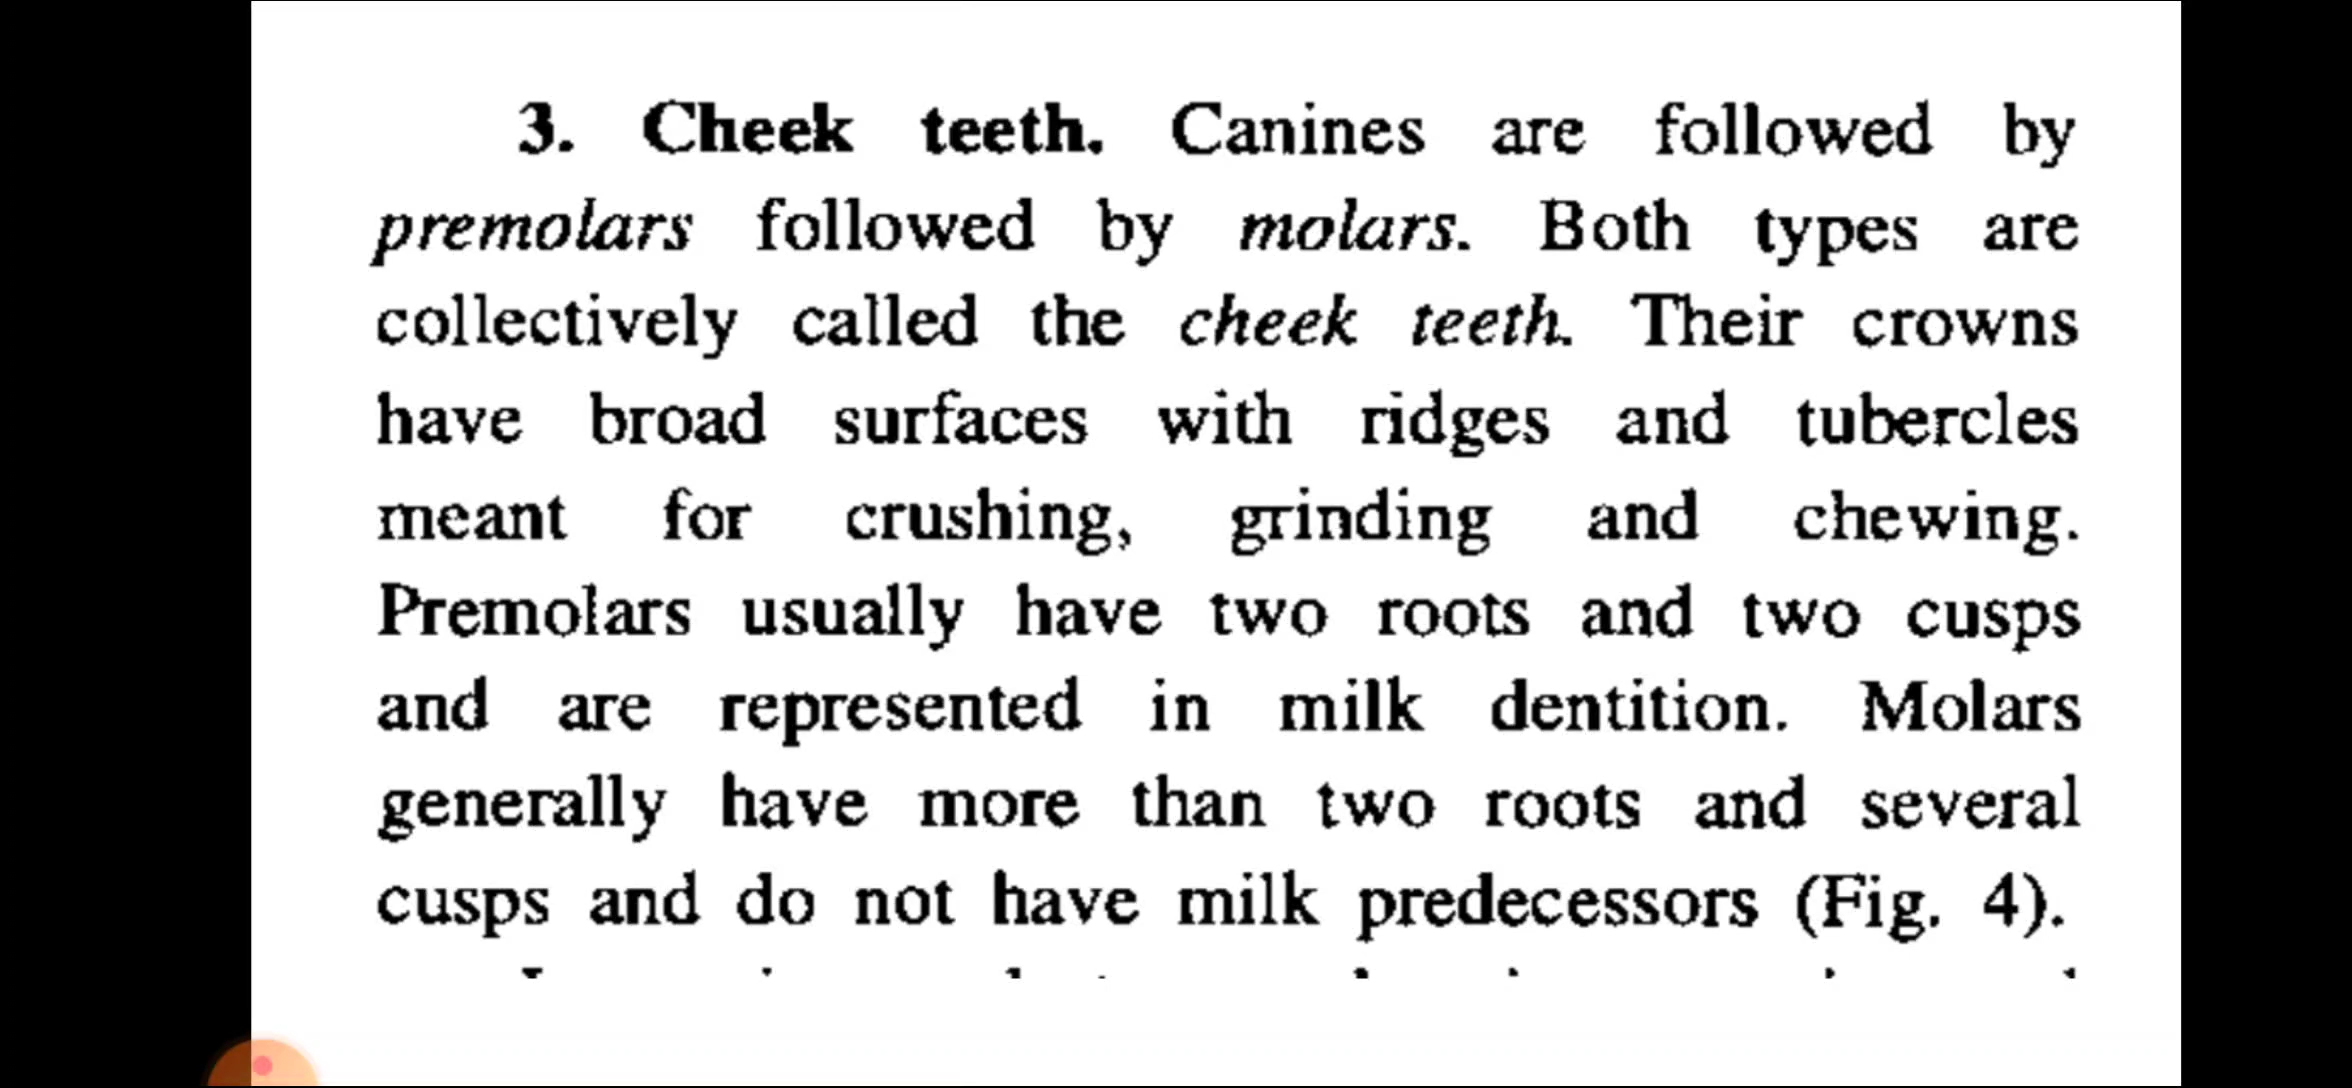 3. Cheek teeth. Canines are followed by
premolars followed by molars. Both types are
collectively called the cheek teeth. Their crowns
have broad surfaces with ridges and tubercles
meant for crushing, grinding and chewing.
Premolars usually have two roots and two cusps
and are represented in milk dentition. Molars
generally have more than two roots and several
cusps and do not have milk predecessors (Fig. 4).